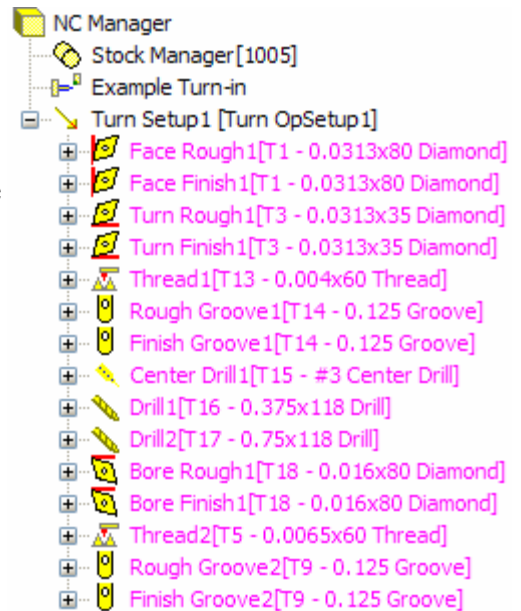 NC Manager
Stock Manager[1005]
Example Turn-in
Turn Setup1 [Turn OpSetup1]
Face Rough1[T1 - 0.0313x80 Diamond]
Face Finish1[T1 - 0.0313x80 Diamond]
Turn Rough1[T3 - 0.0313x35 Diamond]
Turn Finish1[T3 - 0.0313x35 Diamond]
Thread1[T13 - 0.004x60 Thread]
Rough Groove1[T14 - 0.125 Groove]
Finish Groove1[T14 - 0.125 Groove]
Center Drill1[T15 - #3 Center Drill]
Drill1[T16 - 0.375x118 Drill]
Drill2[T17 - 0.75x118 Drill]
Bore Rough1[T18 - 0.016x80 Diamond]
Bore Finish1[T18 - 0.016x80 Diamond]
Thread2[T5 - 0.0065x60 Thread]
Rough Groove2[T9 - 0.125 Groove]
Finish Groove2[T9 - 0.125 Groove]